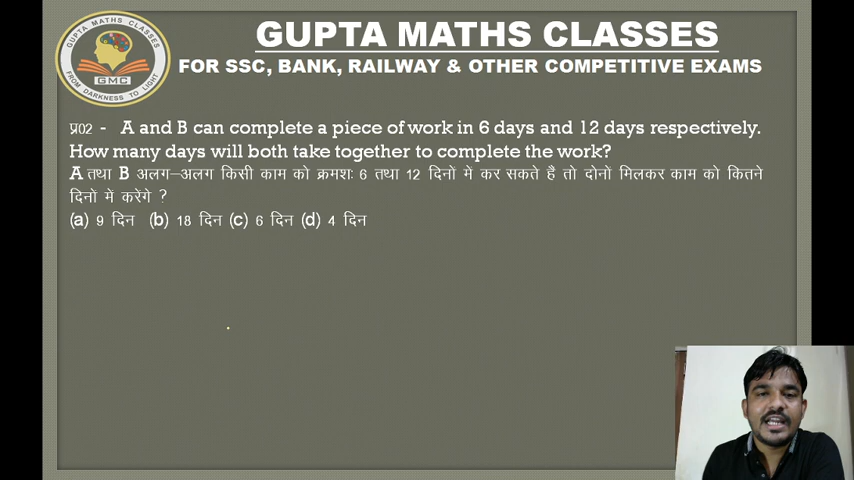 GUPTA MATHS CLASSES
FROM DARKNESS TO LIGHT
GMC
GUPTA MATHS CLASSES
FOR SSC, BANK, RAILWAY & OTHER COMPETITIVE EXAMS
प्र02 - A and B can complete a piece of work in 6 days and 12 days respectively.
How many days will both take together to complete the work?
A तथा B अलग–अलग किसी काम को क्रमशः 6 तथा 12 दिनों में कर सकते हैं तो दोनों मिलकर काम को कितने
दिनों में करेंगे ?
(a) 9 दिन (b) 18 दिन (c) 6 दिन (d) 4 दिन